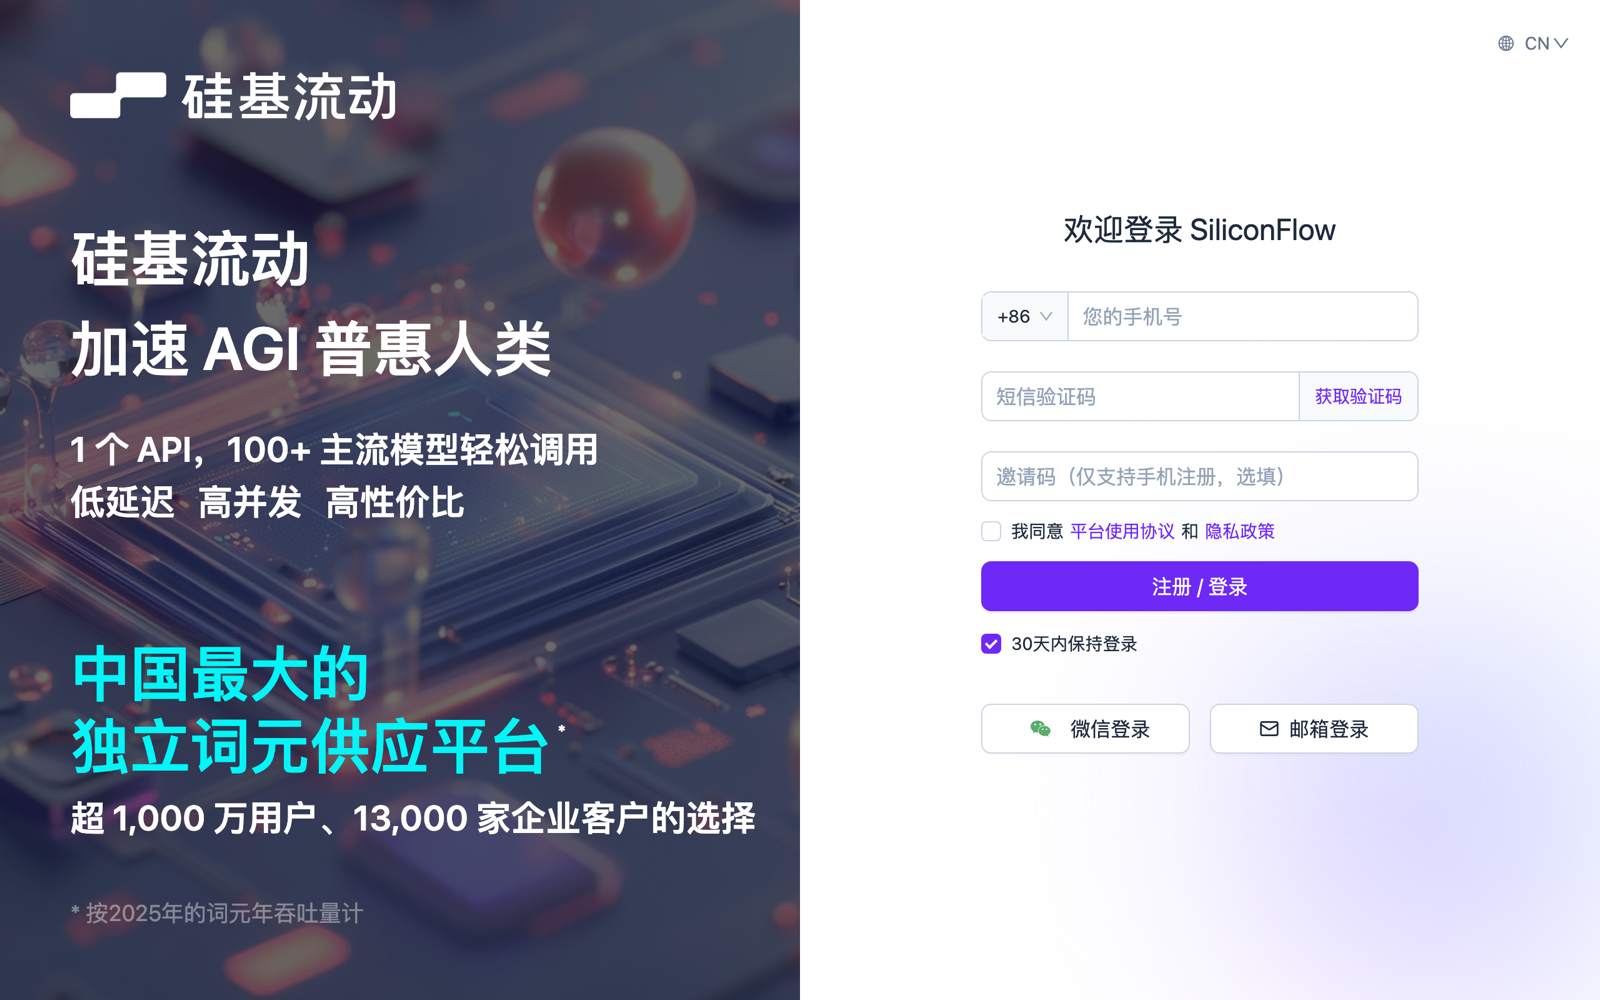 硅基流动
硅基流动
加速 AGI 普惠人类
1 个 API，100+ 主流模型轻松调用
低延迟 高并发 高性价比
中国最大的
独立词元供应平台*
超 1,000 万用户、13,000 家企业客户的选择
* 按2025年的词元年吞吐量计
CN
欢迎登录 SiliconFlow
+86 您的手机号
短信验证码 获取验证码
邀请码（仅支持手机注册，选填）
我同意 平台使用协议 和 隐私政策
注册 / 登录
30天内保持登录
微信登录 邮箱登录